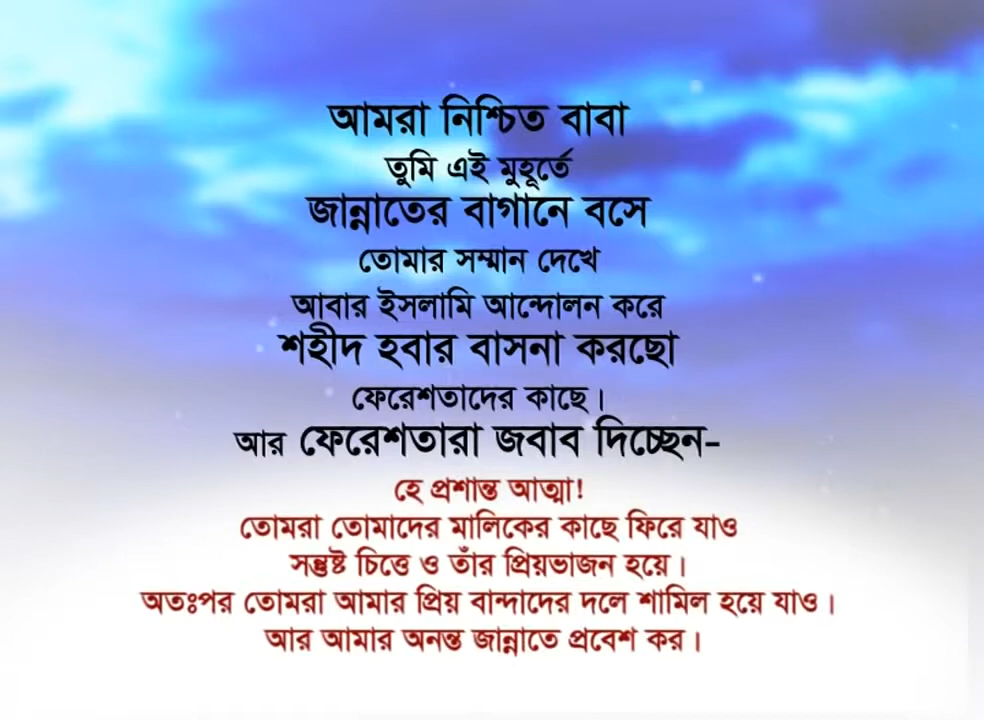 আমরা নিশ্চিত বাবা
তুমি এই মুহূর্তে
জান্নাতের বাগানে বসে
তোমার সম্মান দেখে
আবার ইসলামি আন্দোলন করে
শহীদ হবার বাসনা করছো
ফেরেশতাদের কাছে।
আর ফেরেশতারা জবাব দিচ্ছেন-
হে প্রশান্ত আত্মা!
তোমরা তোমাদের মালিকের কাছে ফিরে যাও
সন্তুষ্ট চিত্তে ও তাঁর প্রিয়ভাজন হয়ে।
অতঃপর তোমরা আমার প্রিয় বান্দাদের দলে শামিল হয়ে যাও।
আর আমার অনন্ত জান্নাতে প্রবেশ কর।